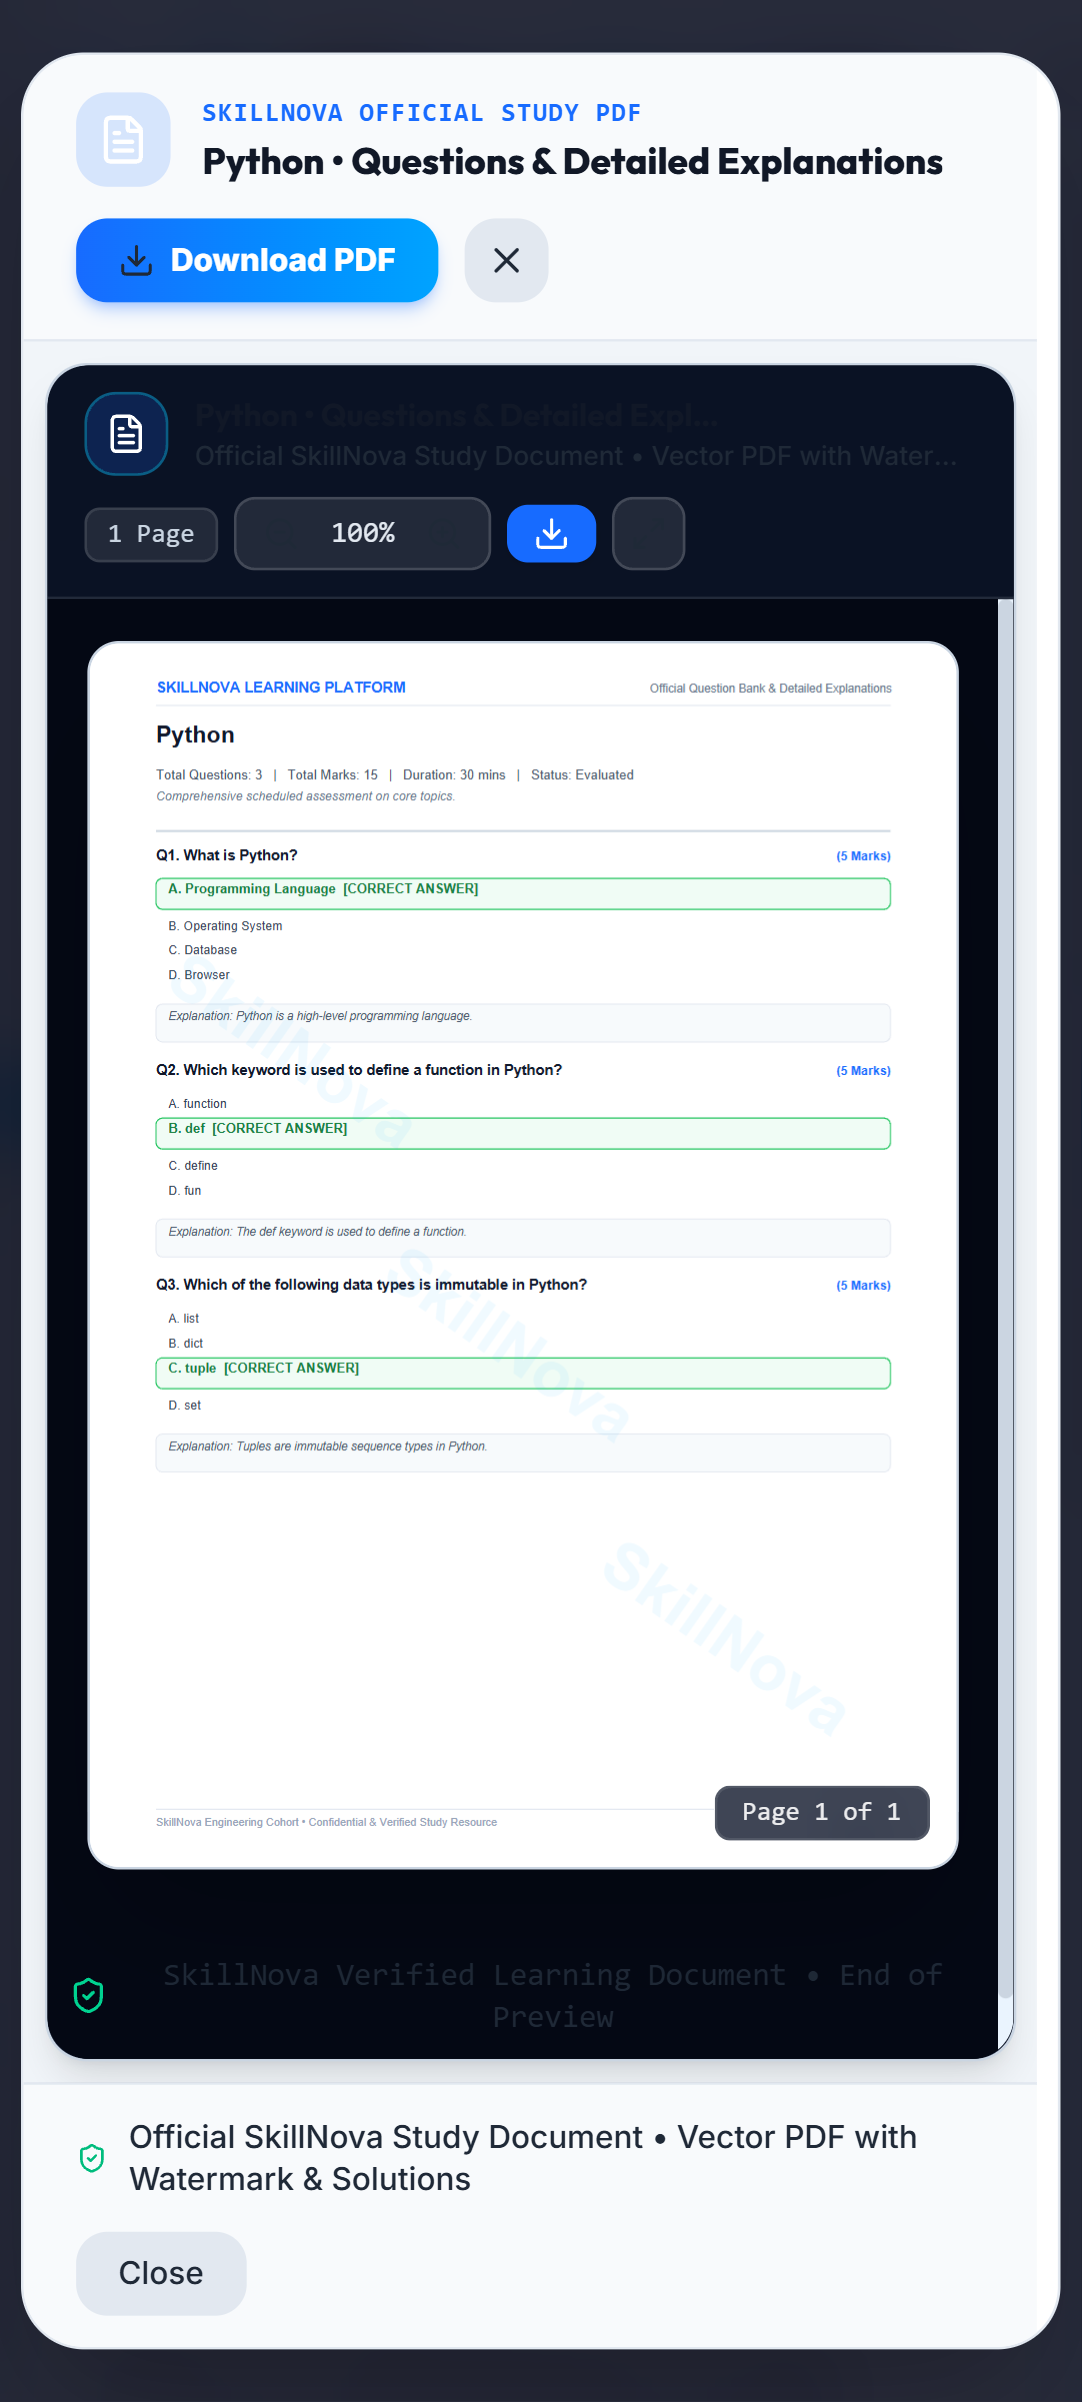 SKILLNOVA OFFICIAL STUDY PDF
Python • Questions & Detailed Explanations
Download PDF
Python • Questions & Detailed Expl...
Official SkillNova Study Document • Vector PDF with Water...
1 Page
100%
SKILLNOVA LEARNING PLATFORM
Official Question Bank & Detailed Explanations
Python
Total Questions: 3 | Total Marks: 15 | Duration: 30 mins | Status: Evaluated
Comprehensive scheduled assessment on core topics.
Q1. What is Python?
(5 Marks)
A. Programming Language [CORRECT ANSWER]
B. Operating System
C. Database
D. Browser
Explanation: Python is a high-level programming language.
SkillNova
Q2. Which keyword is used to define a function in Python?
(5 Marks)
A. function
B. def [CORRECT ANSWER]
C. define
D. fun
Explanation: The def keyword is used to define a function.
SkillNova
Q3. Which of the following data types is immutable in Python?
(5 Marks)
A. list
B. dict
C. tuple [CORRECT ANSWER]
D. set
Explanation: Tuples are immutable sequence types in Python.
SkillNova
SkillNova Engineering Cohort • Confidential & Verified Study Resource
Page 1 of 1
SkillNova Verified Learning Document • End of
Preview
Official SkillNova Study Document • Vector PDF with
Watermark & Solutions
Close